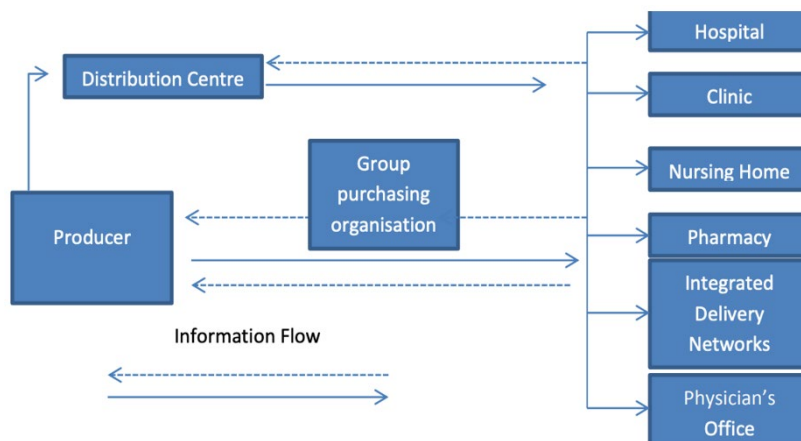 Hospital
Distribution Centre
Clinic
Group
purchasing
organisation
Nursing Home
Producer
Pharmacy
Integrated
Delivery
Networks
Information Flow
Physician’s
Office